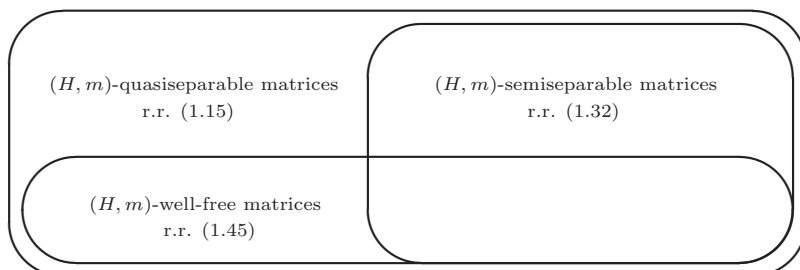 (H, m)-quasiseparable matrices
r.r. (1.15)
(H, m)-semiseparable matrices
r.r. (1.32)
(H, m)-well-free matrices
r.r. (1.45)